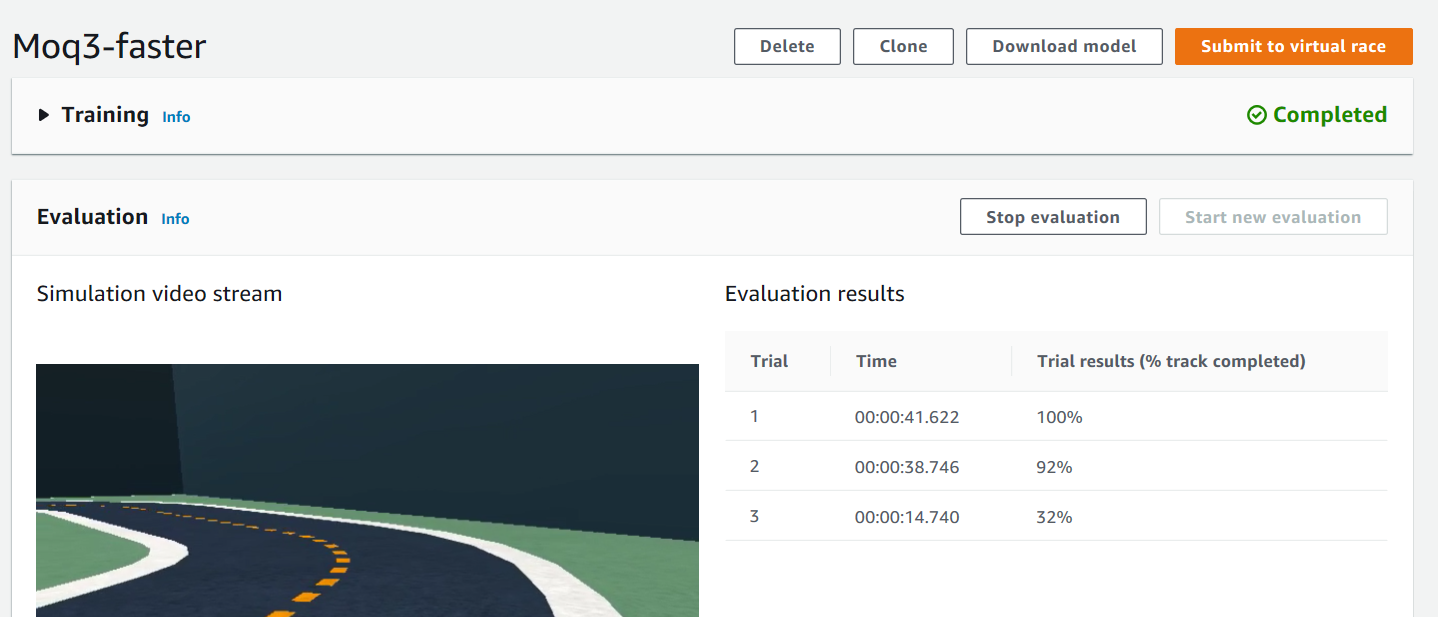 Moq3-faster
Delete
Clone
Download model
Submit to virtual race
Training Info
Completed
Evaluation Info
Stop evaluation
Start new evaluation
Simulation video stream
Evaluation results
Trial Time Trial results (% track completed)
1 00:00:41.622 100%
2 00:00:38.746 92%
3 00:00:14.740 32%